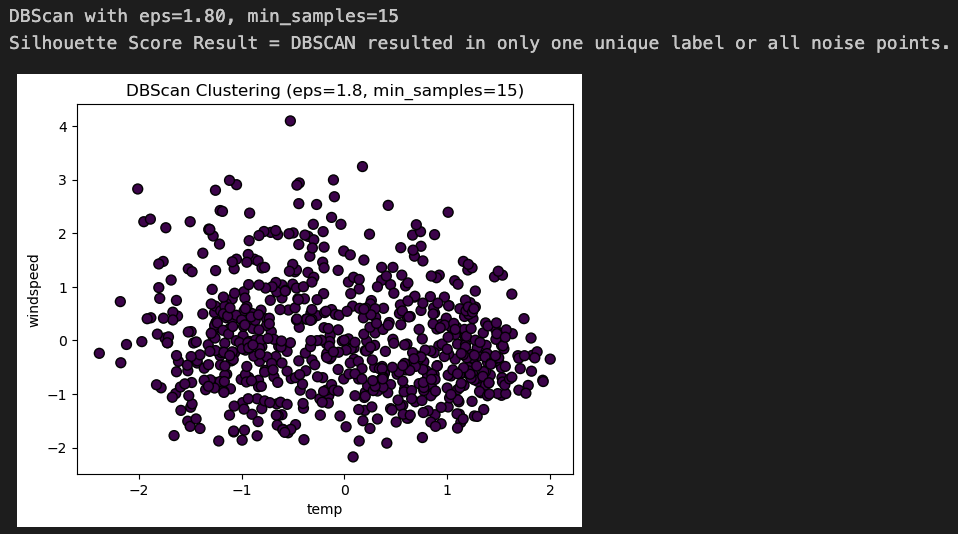 DBScan with eps=1.80, min_samples=15
Silhouette Score Result = DBSCAN resulted in only one unique label or all noise points.
DBScan Clustering (eps=1.8, min_samples=15)
4
3
2
1
0
−1
−2
windspeed
−2 −1 0 1 2
temp